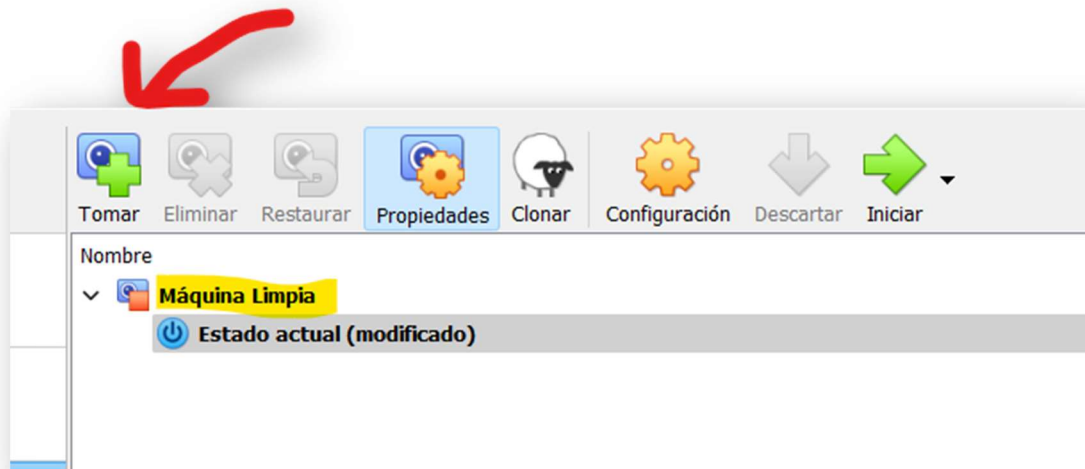 Tomar Eliminar Restaurar Propiedades Clonar Configuración Descartar Iniciar
Nombre
Máquina Limpia
Estado actual (modificado)